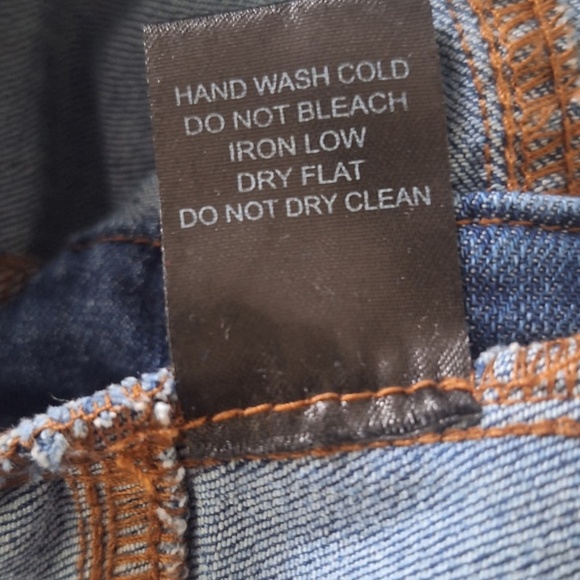 HAND WASH COLD
DO NOT BLEACH
IRON LOW
DRY FLAT
DO NOT DRY CLEAN